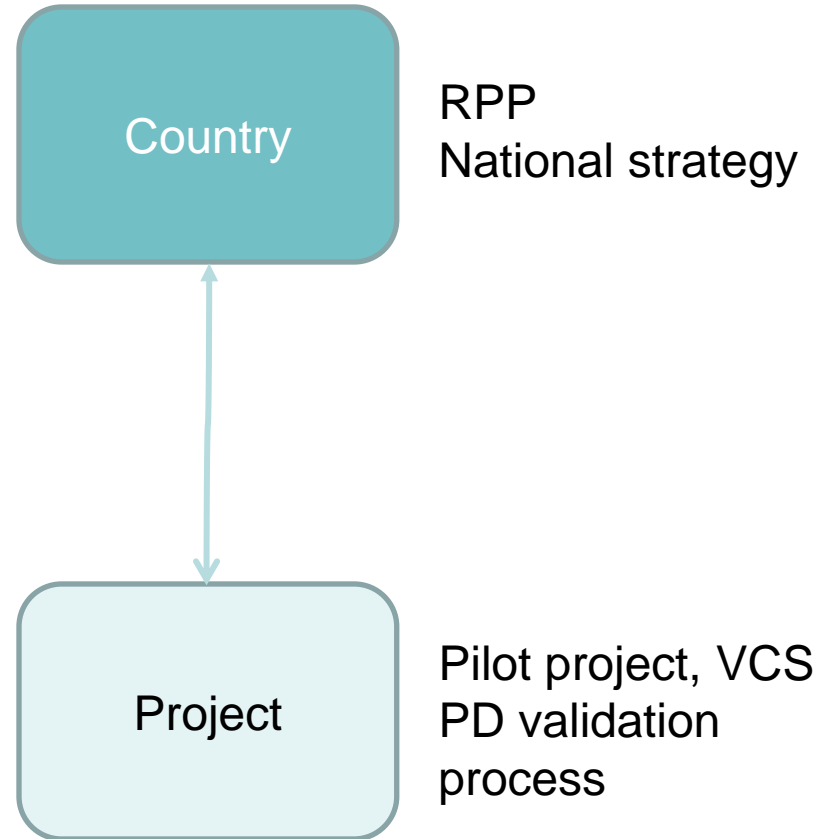 Country
RPP
National strategy
Project
Pilot project, VCS
PD validation
process